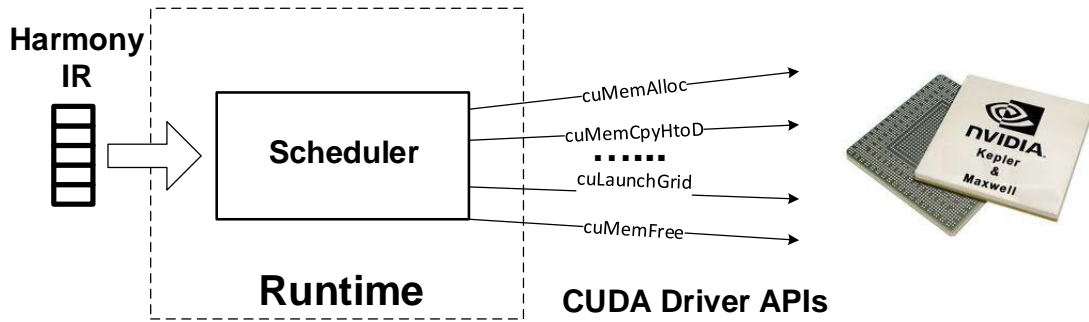 Harmony
IR
Scheduler
Runtime
cuMemAlloc
cuMemCpyHtoD
......
cuLaunchGrid
cuMemFree
CUDA Driver APIs
NVIDIA.
Kepler
&
Maxwell